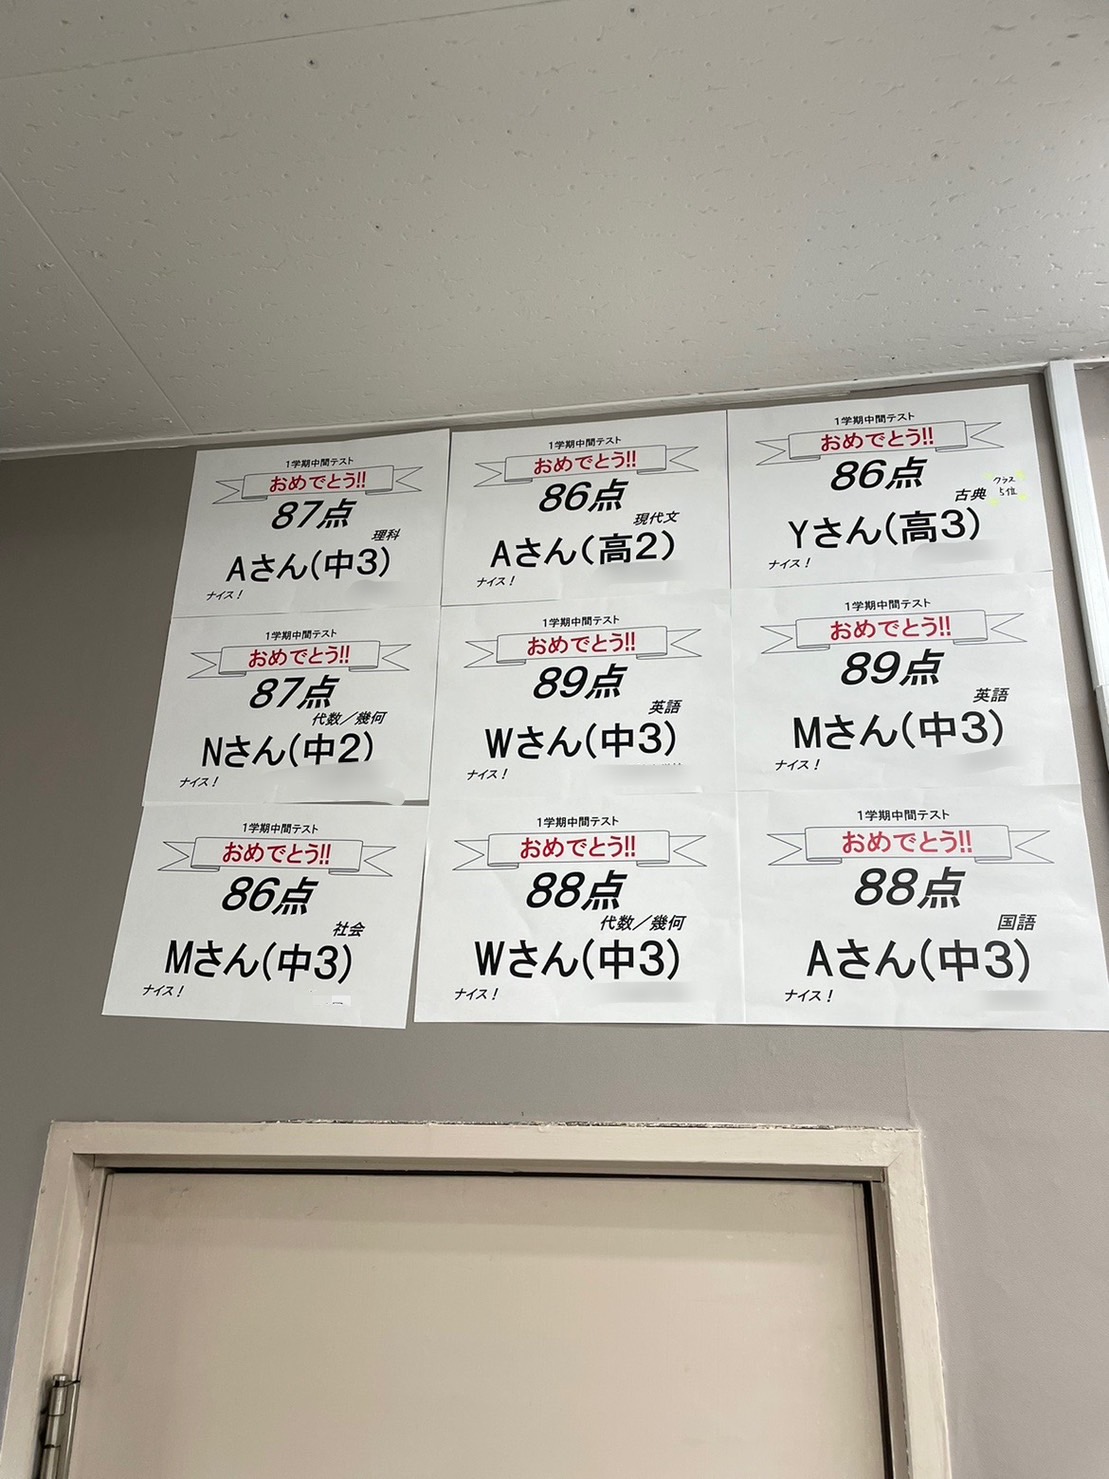 1学期中間テスト
おめでとう!!
87点
理科
Aさん(中3)
ナイス!
1学期中間テスト
おめでとう!!
86点
現代文
Aさん(高2)
ナイス!
1学期中間テスト
おめでとう!!
86点
古典
クラス
5位
Yさん(高3)
ナイス!
1学期中間テスト
おめでとう!!
87点
代数/幾何
Nさん(中2)
ナイス!
1学期中間テスト
おめでとう!!
89点
英語
Wさん(中3)
ナイス!
1学期中間テスト
おめでとう!!
89点
英語
Mさん(中3)
ナイス!
1学期中間テスト
おめでとう!!
86点
社会
Mさん(中3)
ナイス!
1学期中間テスト
おめでとう!!
88点
代数/幾何
Wさん(中3)
ナイス!
1学期中間テスト
おめでとう!!
88点
国語
Aさん(中3)
ナイス!